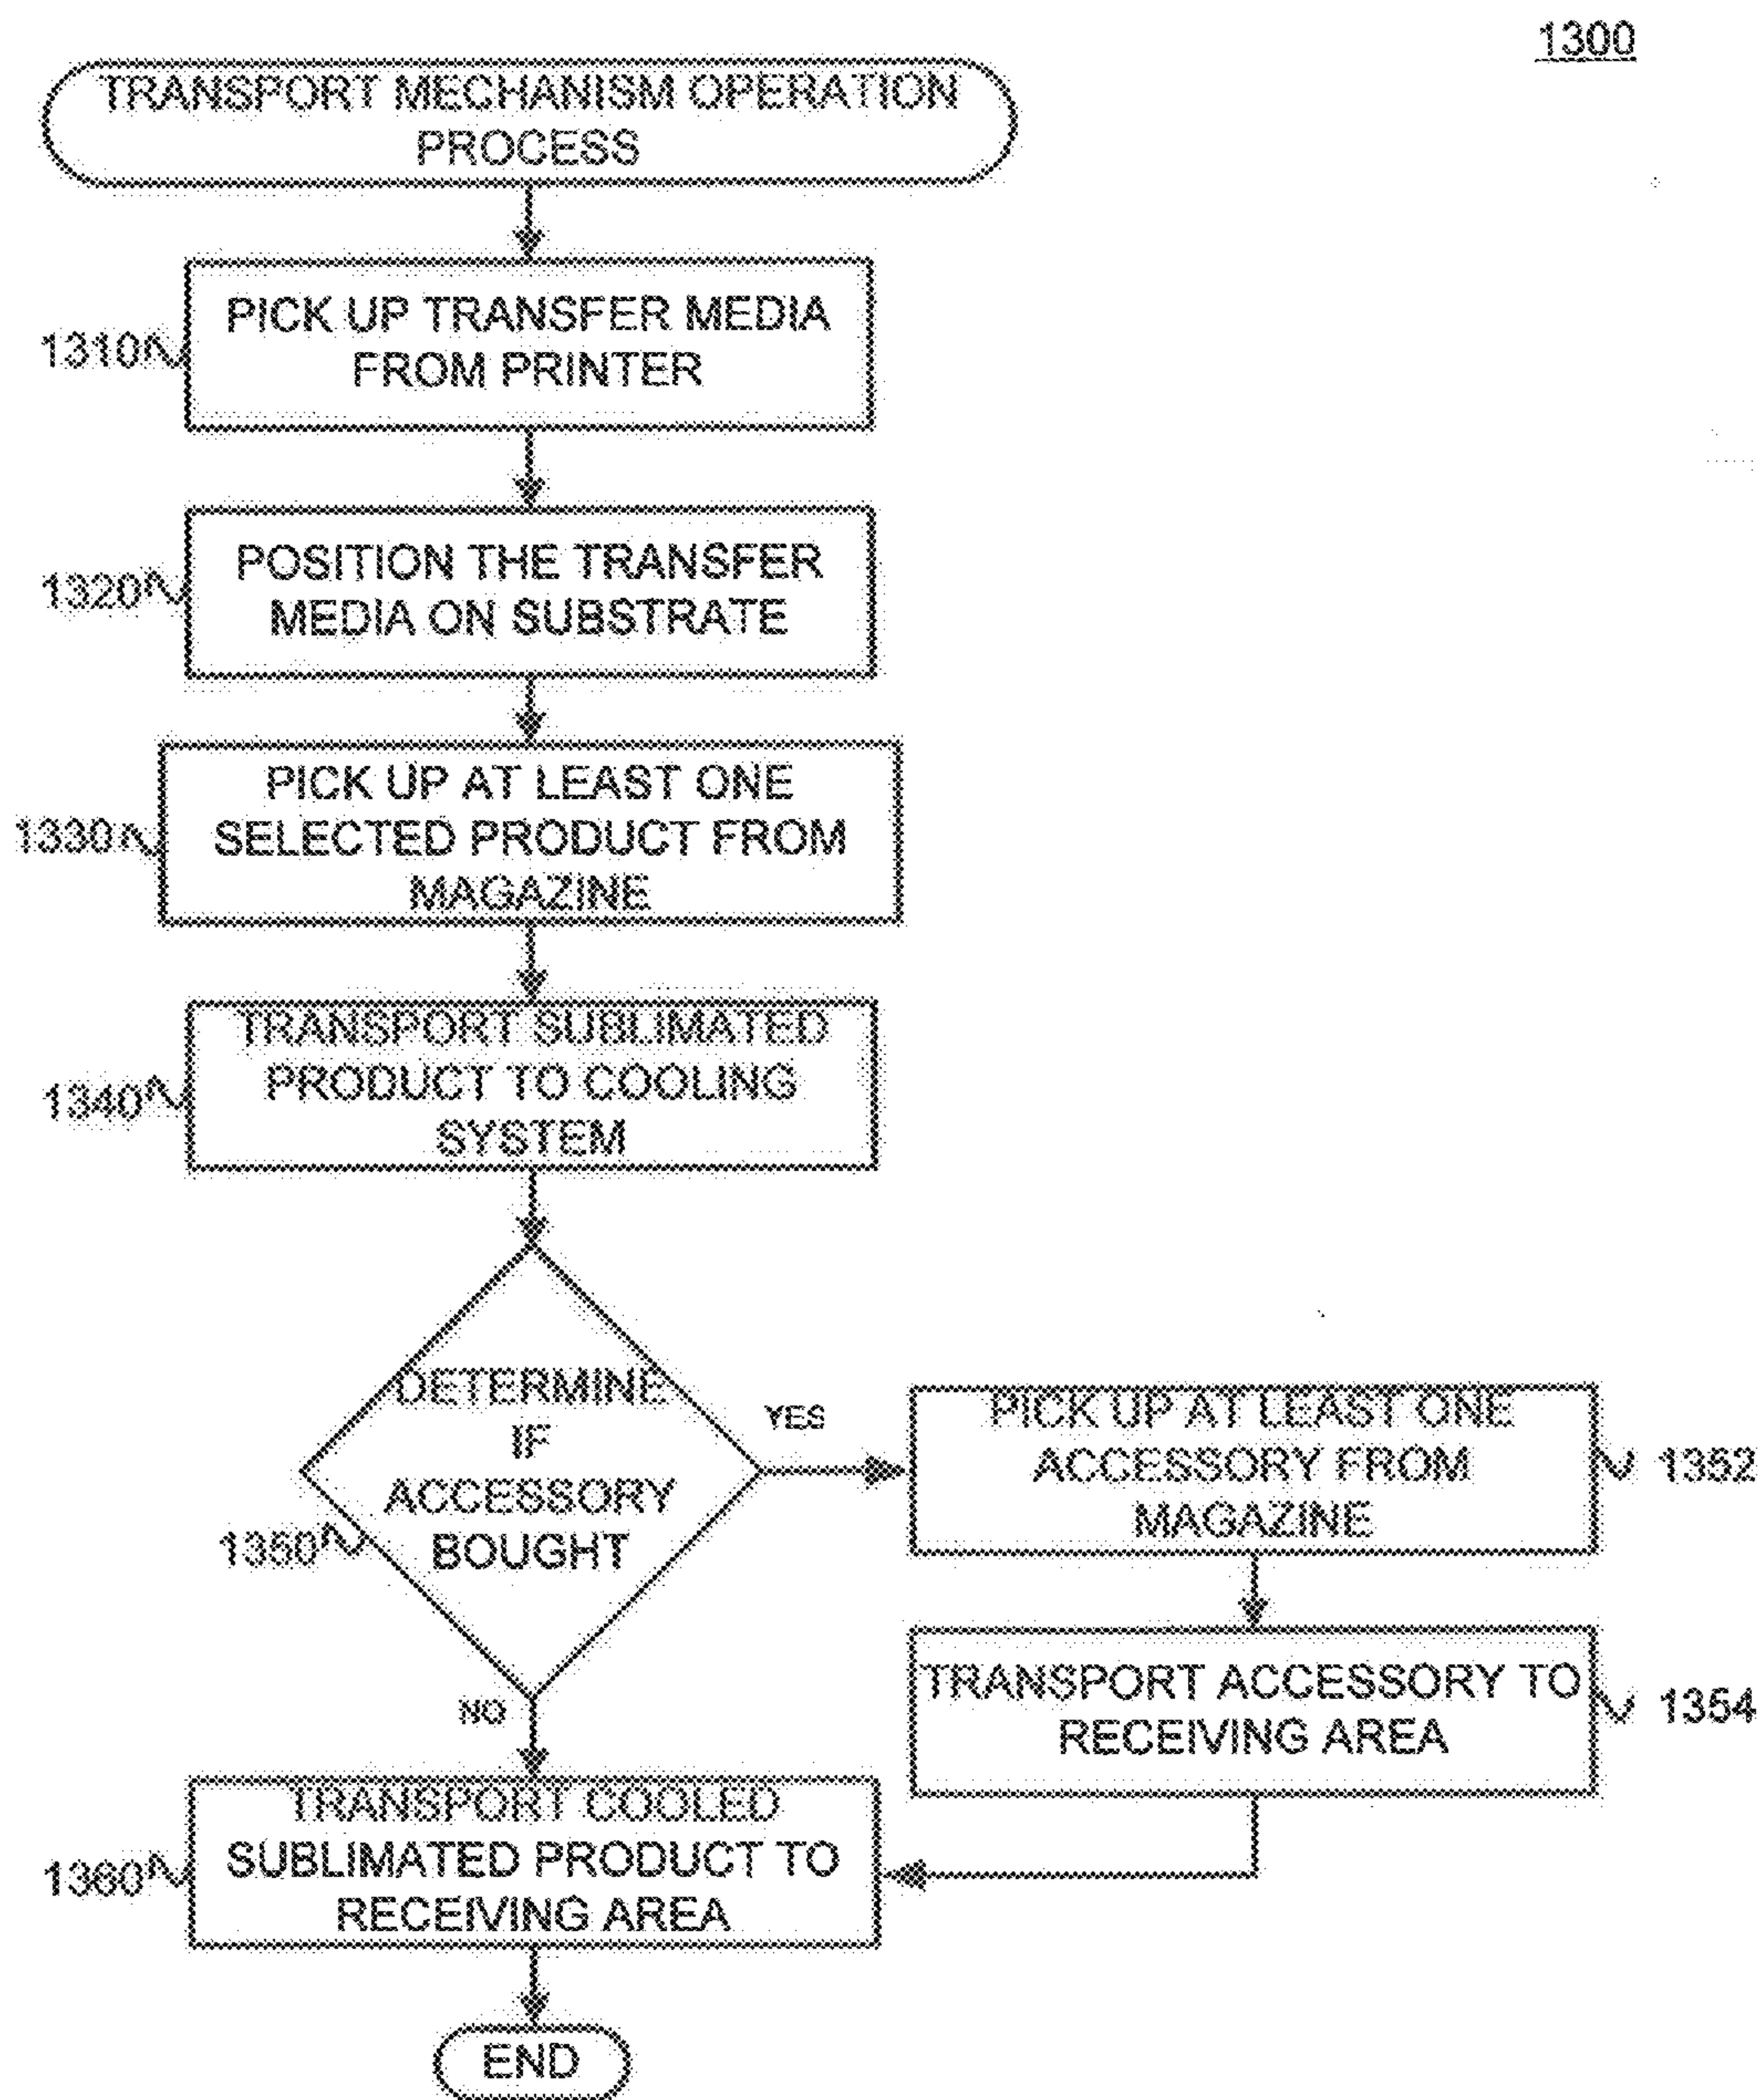 1300
TRANSPORT MECHANISM OPERATION
PROCESS
1310
PICK UP TRANSFER MEDIA
FROM PRINTER
1320
POSITION THE TRANSFER
MEDIA ON SUBSTRATE
1330
PICK UP AT LEAST ONE
SELECTED PRODUCT FROM
MAGAZINE
1340
TRANSPORT SUBLIMATED
PRODUCT TO COOLING
SYSTEM
1350
DETERMINE
IF
ACCESSORY
BOUGHT
YES
PICK UP AT LEAST ONE
ACCESSORY FROM
MAGAZINE
1352
TRANSPORT ACCESSORY TO
RECEIVING AREA
1354
NO
1360
TRANSPORT COOLED
SUBLIMATED PRODUCT TO
RECEIVING AREA
END